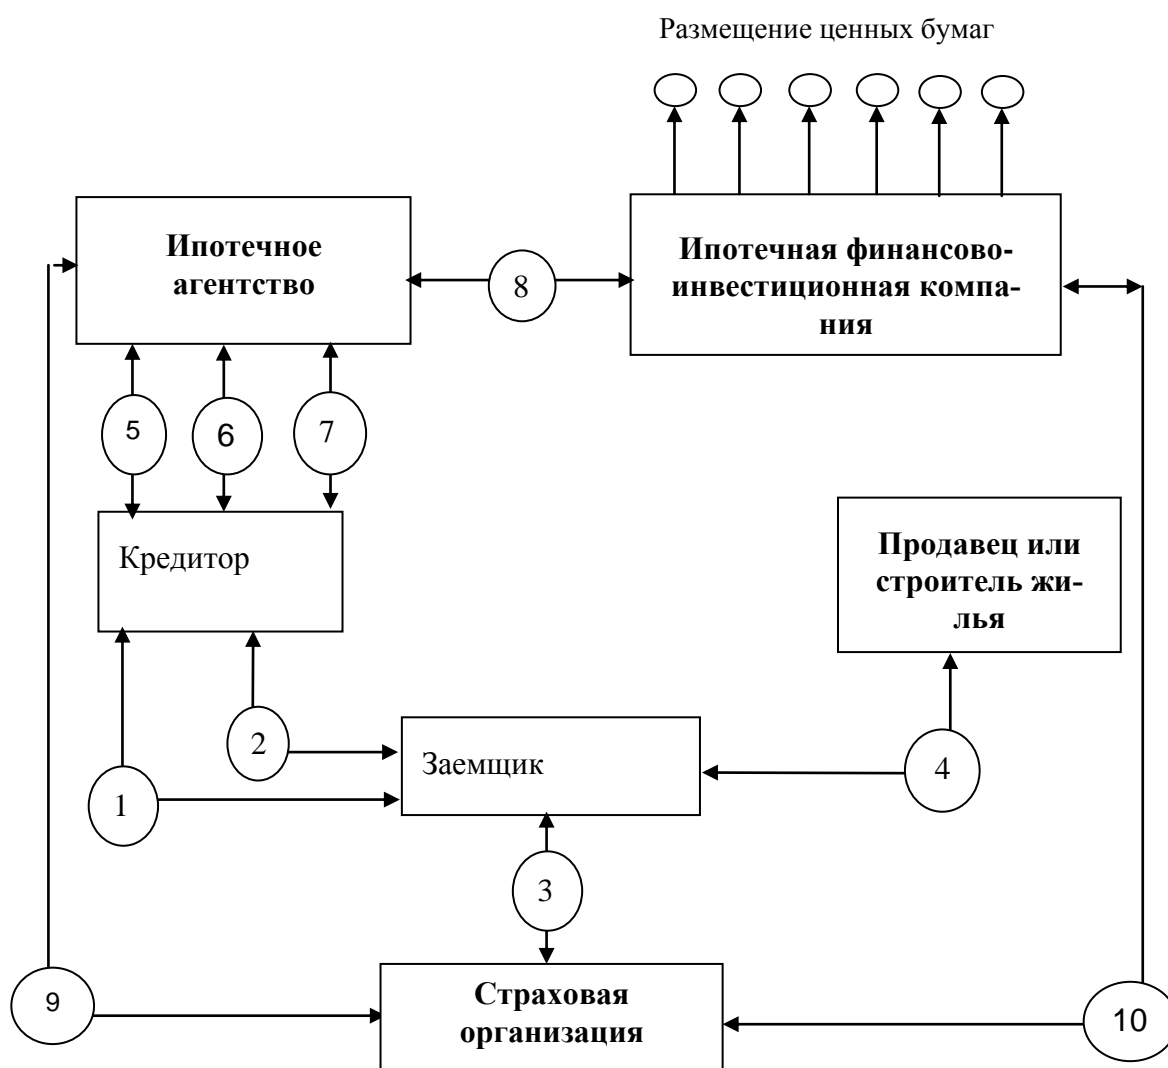 Размещение ценных бумаг
Ипотечное
агентство
Ипотечная финансово-
инвестиционная компа-
ния
8
5
6
7
Кредитор
Продавец или
строитель жи-
лья
2
Заемщик
4
1
3
9
Страховая
организация
10